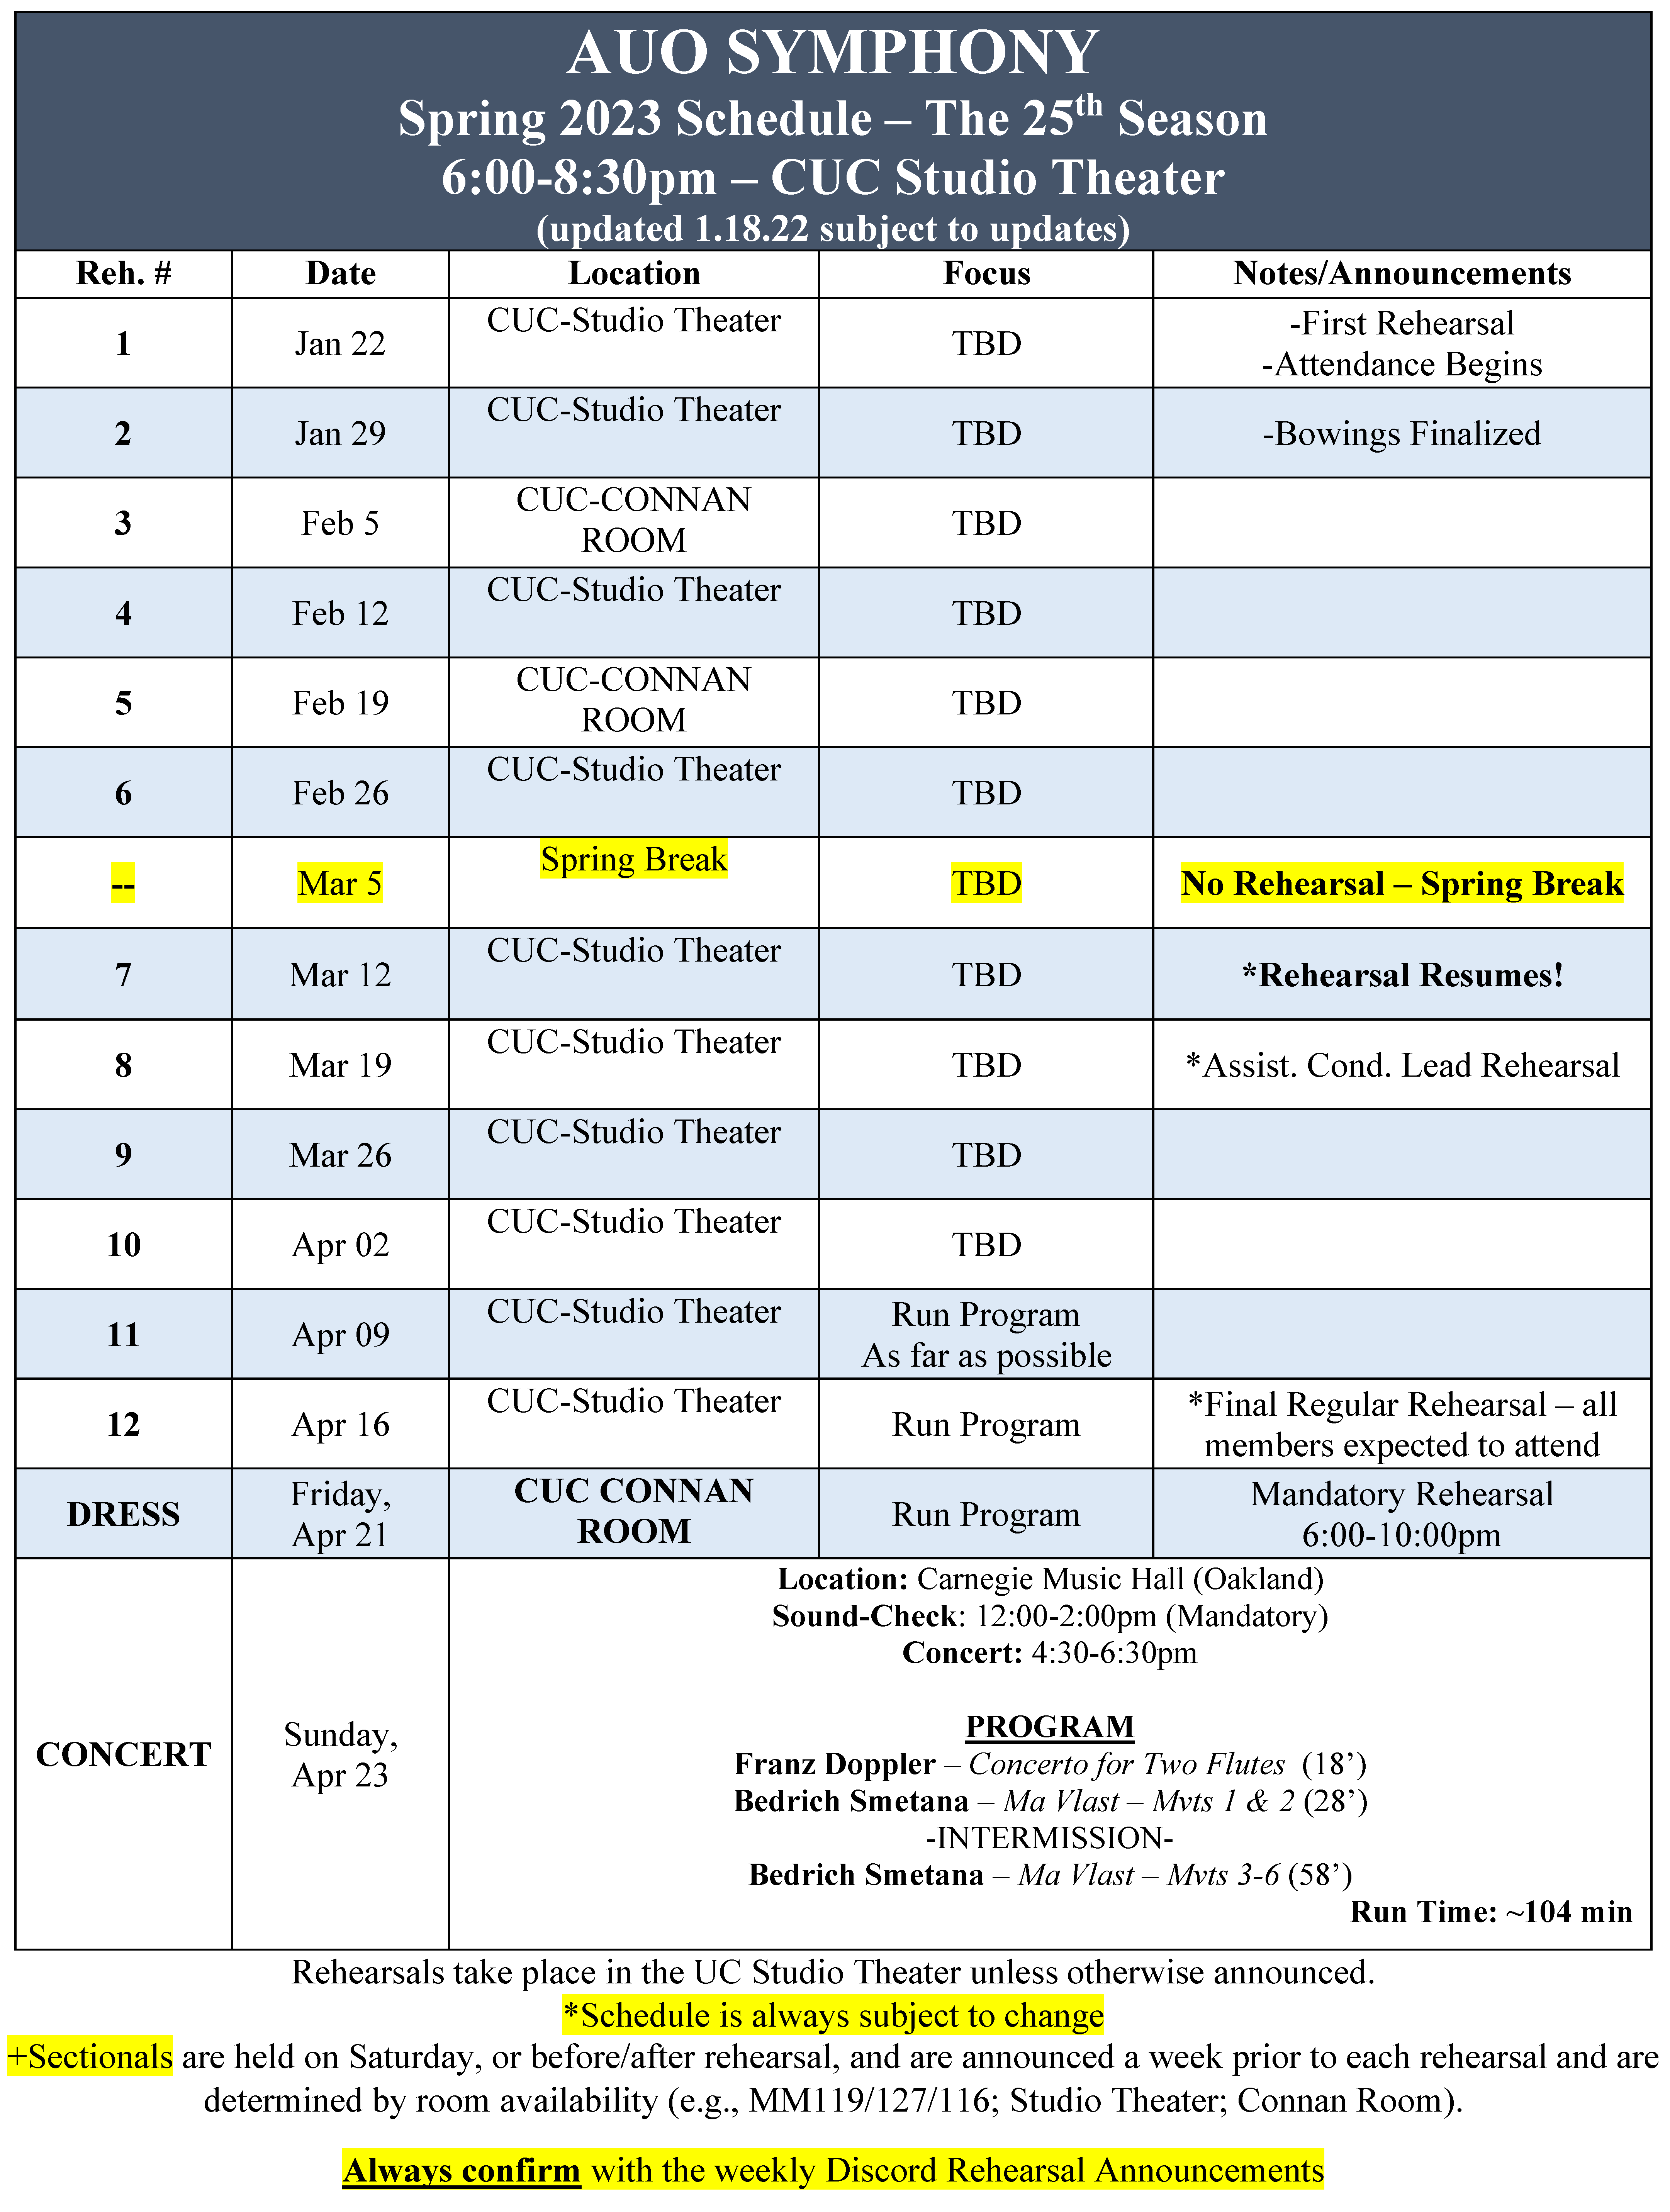 AUO SYMPHONY
Spring 2023 Schedule – The 25th Season
6:00-8:30pm – CUC Studio Theater
(updated 1.18.22 subject to updates)
Reh. # Date Location Focus Notes/Announcements
1 Jan 22 CUC-Studio Theater TBD -First Rehearsal
-Attendance Begins
2 Jan 29 CUC-Studio Theater TBD -Bowings Finalized
3 Feb 5 CUC-CONNAN
ROOM TBD
4 Feb 12 CUC-Studio Theater TBD
5 Feb 19 CUC-CONNAN
ROOM TBD
6 Feb 26 CUC-Studio Theater TBD
-- Mar 5 Spring Break TBD No Rehearsal – Spring Break
7 Mar 12 CUC-Studio Theater TBD *Rehearsal Resumes!
8 Mar 19 CUC-Studio Theater TBD *Assist. Cond. Lead Rehearsal
9 Mar 26 CUC-Studio Theater TBD
10 Apr 02 CUC-Studio Theater TBD
11 Apr 09 CUC-Studio Theater Run Program
As far as possible
12 Apr 16 CUC-Studio Theater Run Program *Final Regular Rehearsal – all
members expected to attend
DRESS Friday,
Apr 21 CUC CONNAN
ROOM Run Program Mandatory Rehearsal
6:00-10:00pm
CONCERT Sunday,
Apr 23
Location: Carnegie Music Hall (Oakland)
Sound-Check: 12:00-2:00pm (Mandatory)
Concert: 4:30-6:30pm
PROGRAM
Franz Doppler – Concerto for Two Flutes (18’)
Bedrich Smetana – Ma Vlast – Mvts 1 & 2 (28’)
-INTERMISSION-
Bedrich Smetana – Ma Vlast – Mvts 3-6 (58’)
Run Time: ~104 min
Rehearsals take place in the UC Studio Theater unless otherwise announced.
*Schedule is always subject to change
+Sectionals are held on Saturday, or before/after rehearsal, and are announced a week prior to each rehearsal and are
determined by room availability (e.g., MM119/127/116; Studio Theater; Connan Room).
Always confirm with the weekly Discord Rehearsal Announcements